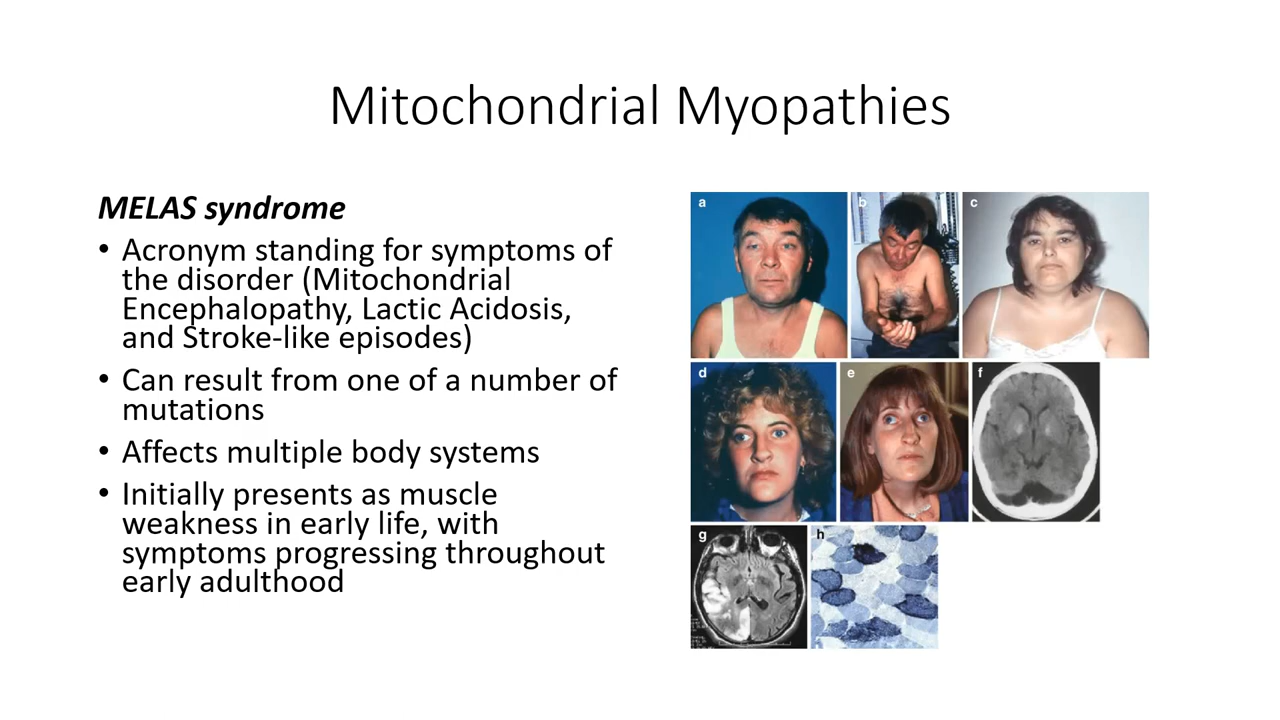 Mitochondrial Myopathies
MELAS syndrome
• Acronym standing for symptoms of
the disorder (Mitochondrial
Encephalopathy, Lactic Acidosis,
and Stroke-like episodes)
• Can result from one of a number of
mutations
• Affects multiple body systems
• Initially presents as muscle
weakness in early life, with
symptoms progressing throughout
early adulthood
a
b
c
d
e
f
g
h